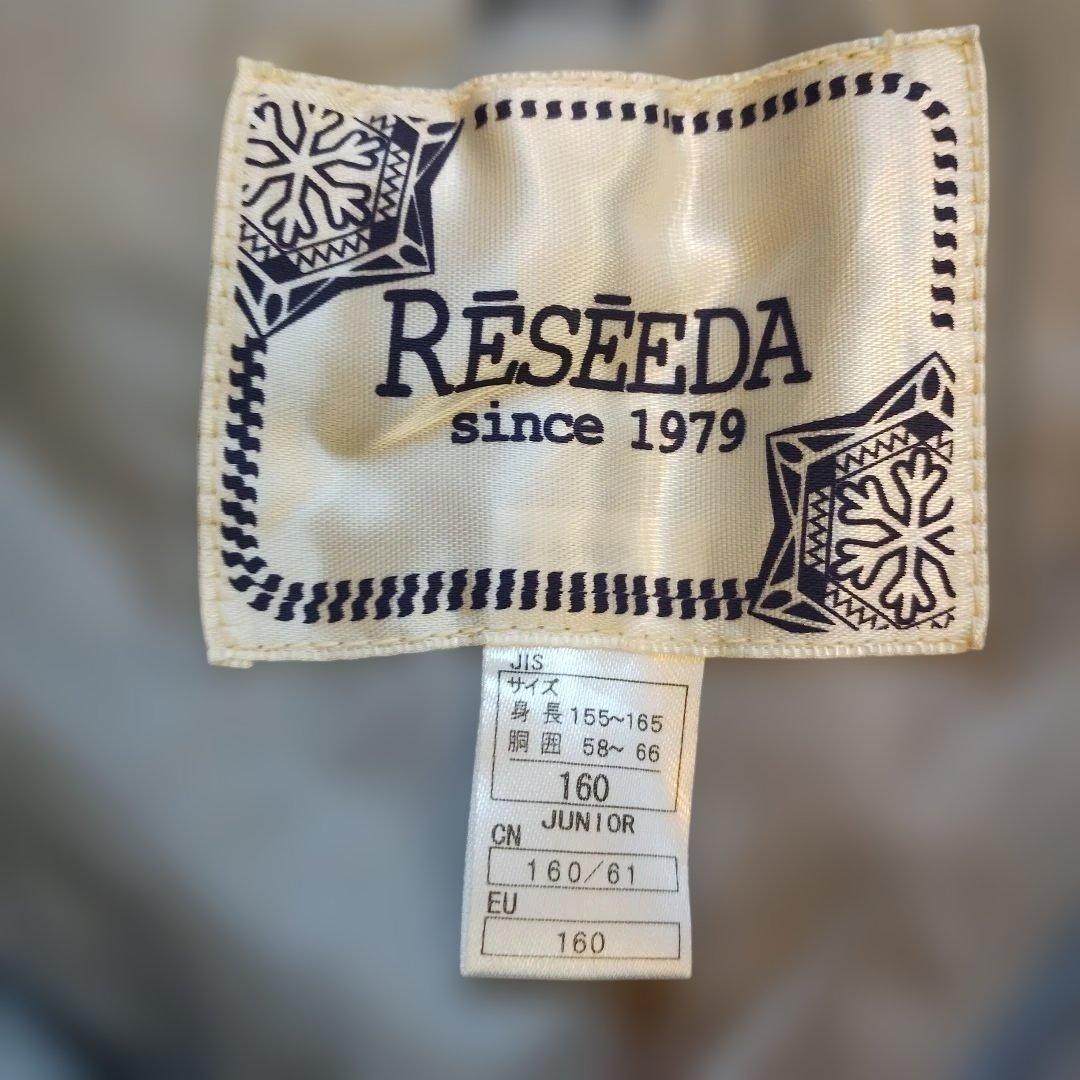 RĒSĒEDA
since 1979
JIS
サイズ
身長 155~165
胴囲 58~ 66
160
JUNIOR
CN
160/61
EU
160